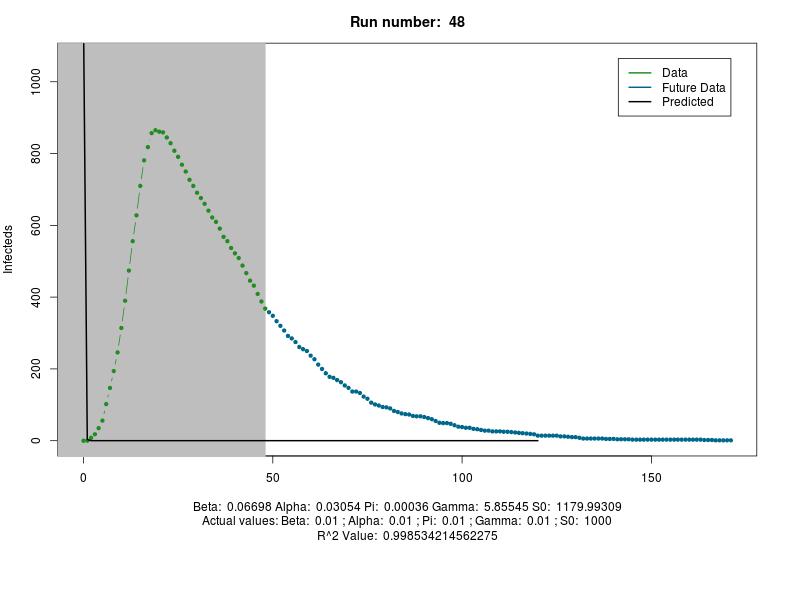 Run number: 48
Data
Future Data
Predicted
Infecteds
1000
800
600
400
200
0
0 50 100 150
Beta: 0.06698 Alpha: 0.03054 Pi: 0.00036 Gamma: 5.85545 S0: 1179.99309
Actual values: Beta: 0.01 ; Alpha: 0.01 ; Pi: 0.01 ; Gamma: 0.01 ; S0: 1000
R^2 Value: 0.998534214562275